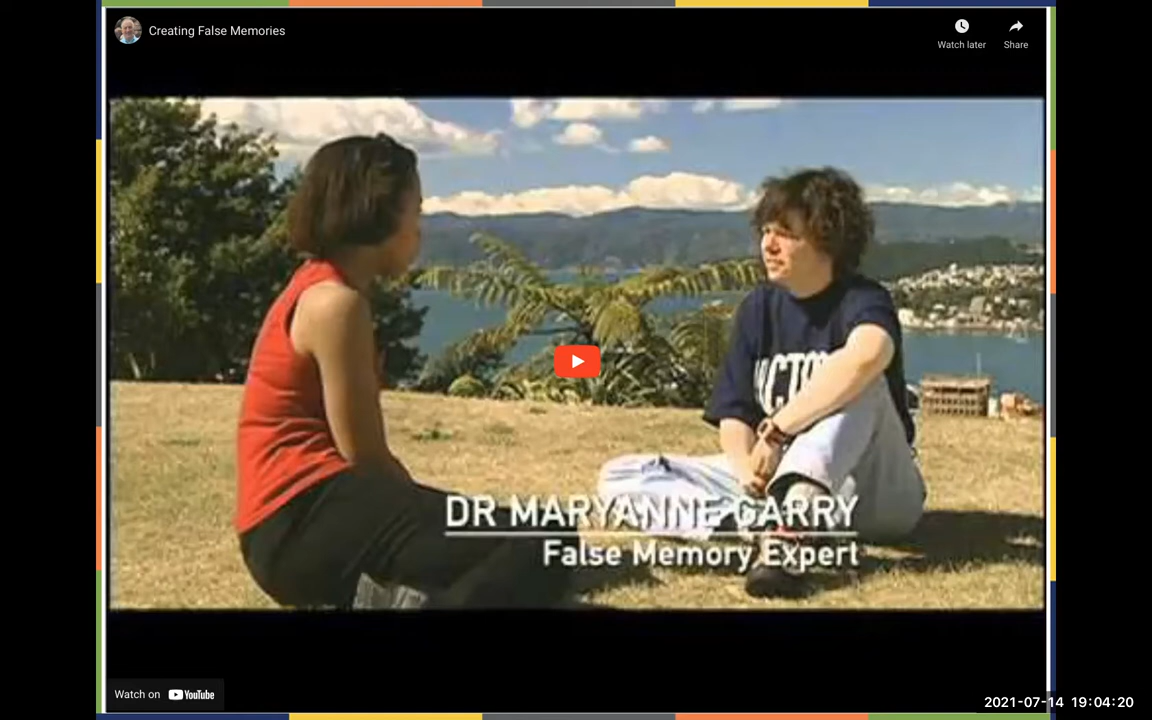 Creating False Memories
Watch later
Share
DR MARYANNE GARRY
False Memory Expert
Watch on YouTube
2021-07-14 19:04:20